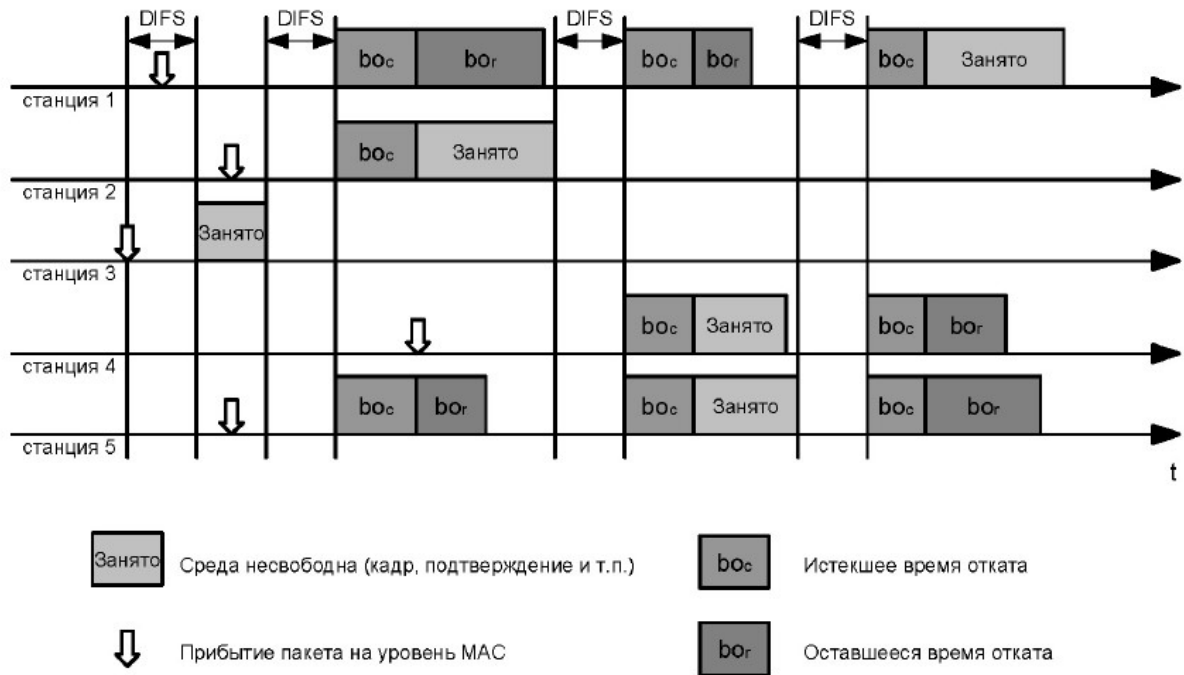 DIFS DIFS DIFS DIFS
boc bor boc bor boc Занято
станция 1
boc Занято
станция 2
Занято
станция 3
boc Занято boc bor
станция 4
boc bor boc Занято boc bor
станция 5
t
Занято Среда несвободна (кадр, подтверждение и т.п.) boc Истекшее время отката
Прибытие пакета на уровень MAC bor Оставшееся время отката